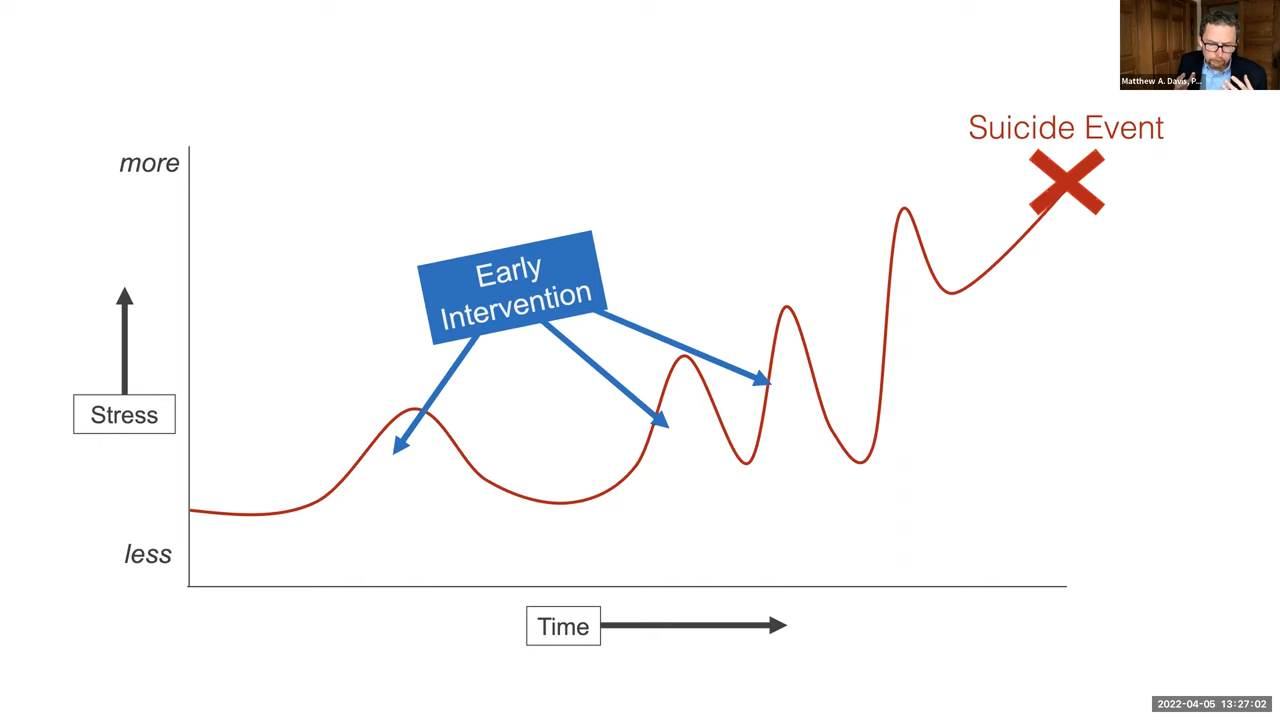 Matthew A. Davis, P...
Suicide Event
more
Early
Intervention
Stress
less
Time
2022-04-05 13:27:02